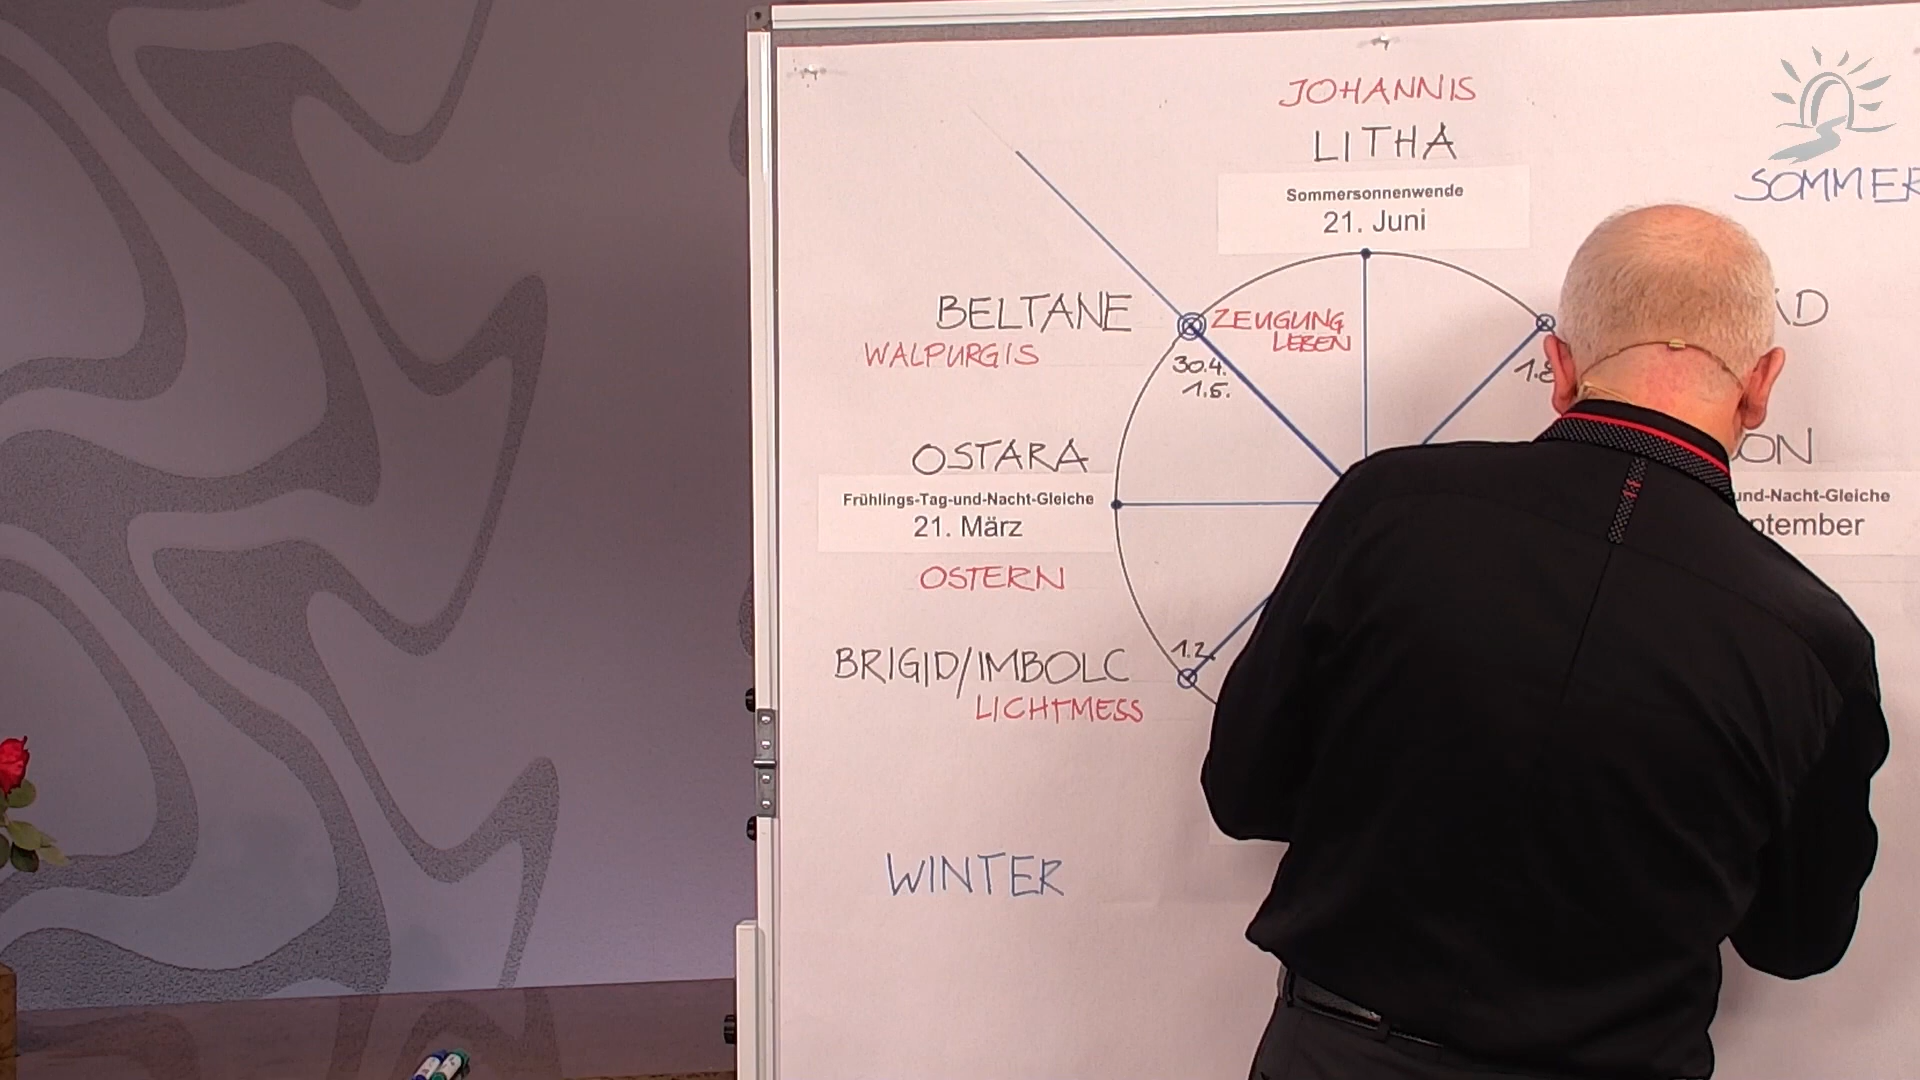 JOHANNIS
LITHA
Sommersonnenwende
21. Juni
SOMMER
BELTANE
WALPURGIS
ZEUGUNG
LEBEN
30.4.
1.5.
1.8
OSTARA
Frühlings-Tag-und-Nacht-Gleiche
21. März
OSTERN
und-Nacht-Gleiche
ptember
BRIGID/IMBOLC
LICHTMESS
1.2.
WINTER